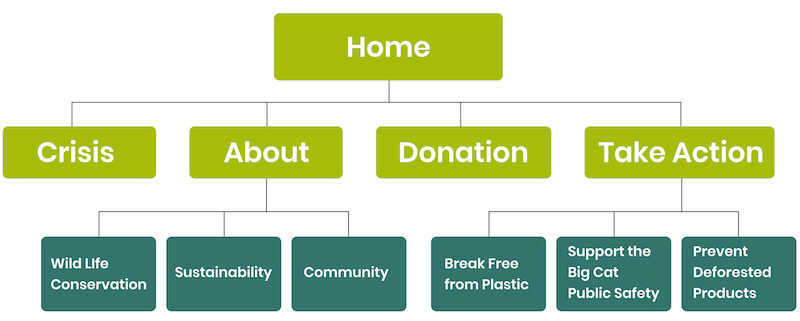 Home
Crisis
About
Donation
Take Action
Wild LIfe
Conservation
Sustainability
Community
Break Free
from Plastic
Support the
Big Cat
Public Safety
Prevent
Deforested
Products